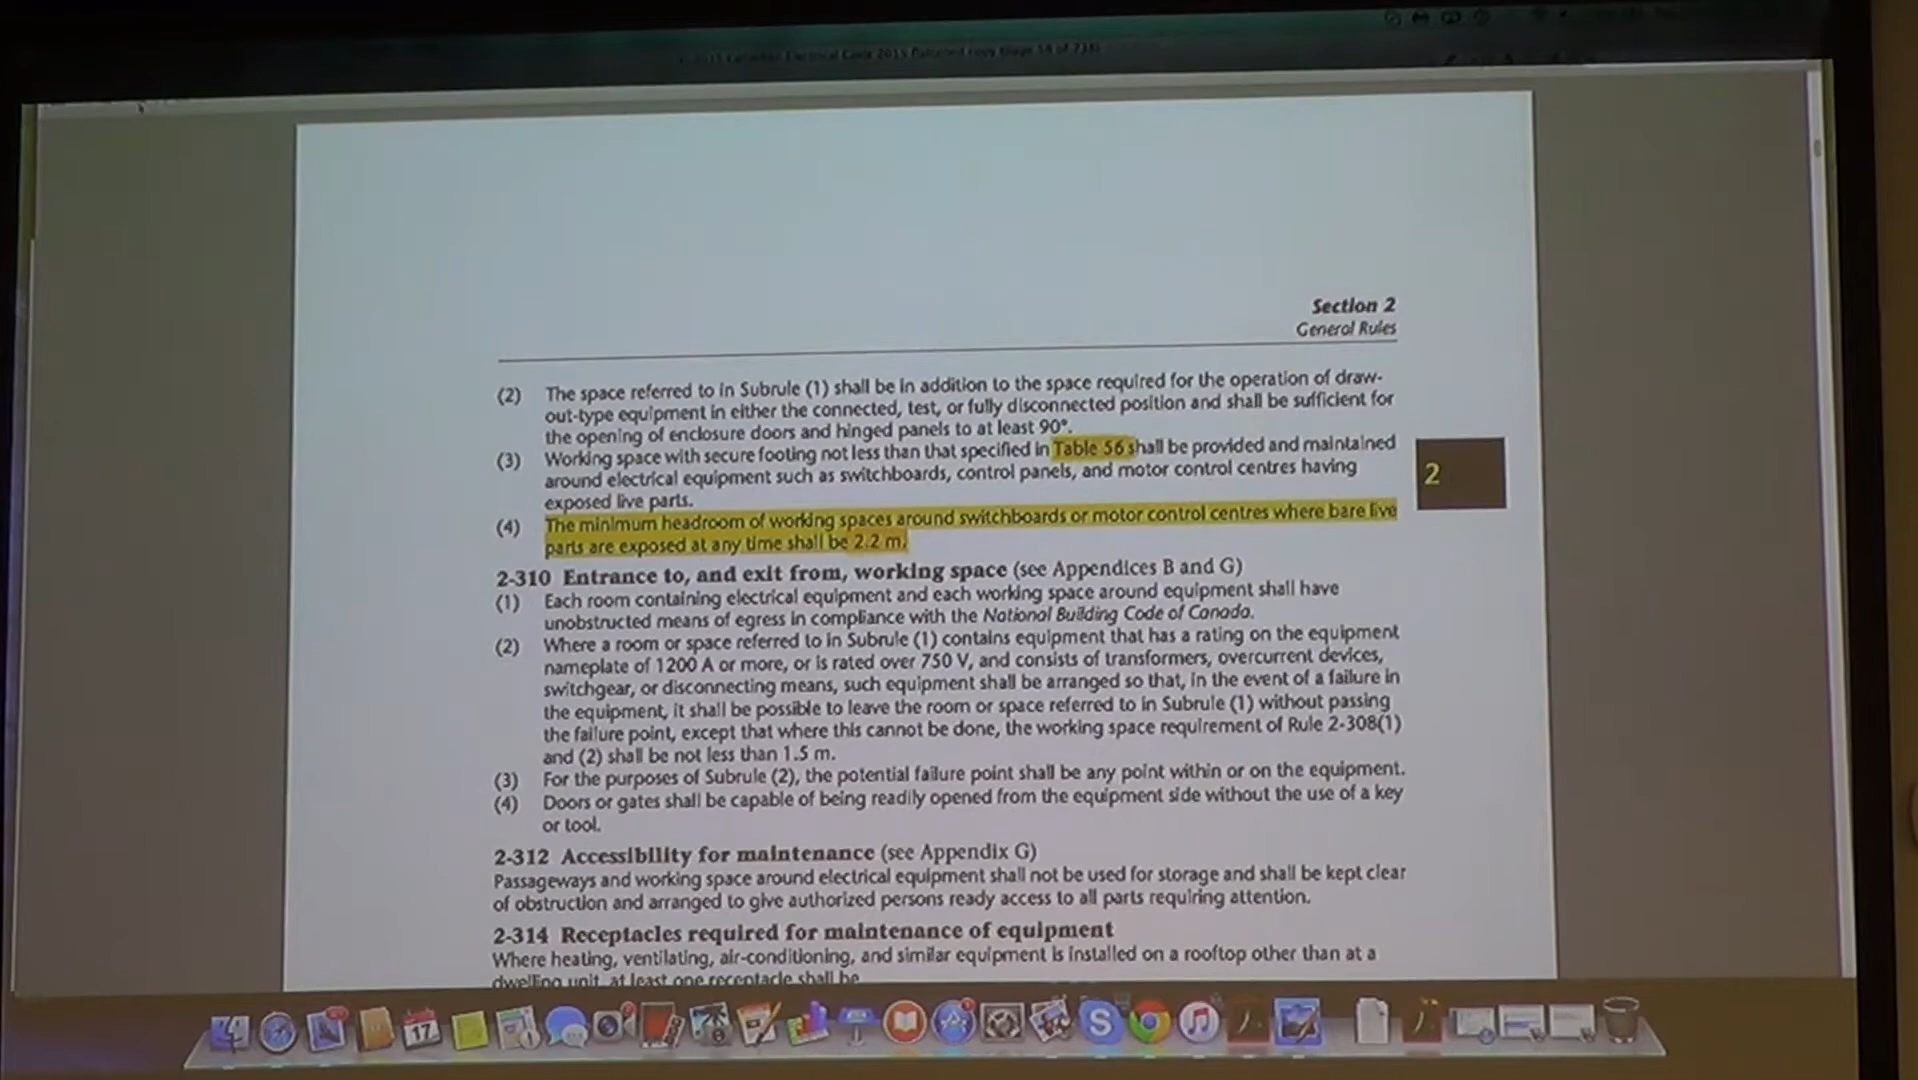 Section 2
General Rules
(2) The space referred to in Subrule (1) shall be in addition to the space required for the operation of draw-
out-type equipment in either the connected, test, or fully disconnected position and shall be sufficient for
the opening of enclosure doors and hinged panels to at least 90°.
(3) Working space with secure footing not less than that specified in Table 56 shall be provided and maintained
around electrical equipment such as switchboards, control panels, and motor control centres having
exposed live parts.
2
(4) The minimum headroom of working spaces around switchboards or motor control centres where bare live
parts are exposed at any time shall be 2.2 m.
2-310 Entrance to, and exit from, working space (see Appendices B and G)
(1) Each room containing electrical equipment and each working space around equipment shall have
unobstructed means of egress in compliance with the National Building Code of Canada.
(2) Where a room or space referred to in Subrule (1) contains equipment that has a rating on the equipment
nameplate of 1200 A or more, or is rated over 750 V, and consists of transformers, overcurrent devices,
switchgear, or disconnecting means, such equipment shall be arranged so that, in the event of a failure in
the equipment, it shall be possible to leave the room or space referred to in Subrule (1) without passing
the failure point, except that where this cannot be done, the working space requirement of Rule 2-308(1)
and (2) shall be not less than 1.5 m.
(3) For the purposes of Subrule (2), the potential failure point shall be any point within or on the equipment.
(4) Doors or gates shall be capable of being readily opened from the equipment side without the use of a key
or tool.
2-312 Accessibility for maintenance (see Appendix G)
Passageways and working space around electrical equipment shall not be used for storage and shall be kept clear
of obstruction and arranged to give authorized persons ready access to all parts requiring attention.
2-314 Receptacles required for maintenance of equipment
Where heating, ventilating, air-conditioning, and similar equipment is installed on a rooftop other than at a
dwelling unit, at least one receptacle shall be
17